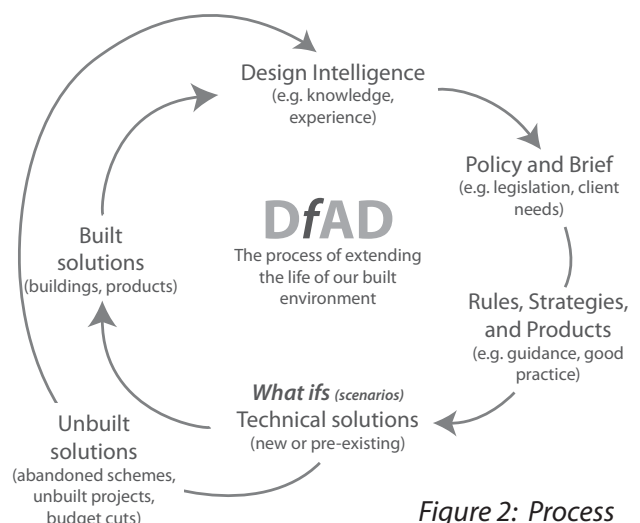 Design Intelligence
(e.g. knowledge,
experience)
Policy and Brief
(e.g. legislation, client
needs)
DfAD
The process of extending
the life of our built
environment
Built
solutions
(buildings, products)
Rules, Strategies,
and Products
(e.g. guidance, good
practice)
What ifs (scenarios)
Technical solutions
(new or pre-existing)
Unbuilt
solutions
(abandoned schemes,
unbuilt projects,
budget cuts)
Figure 2: Process